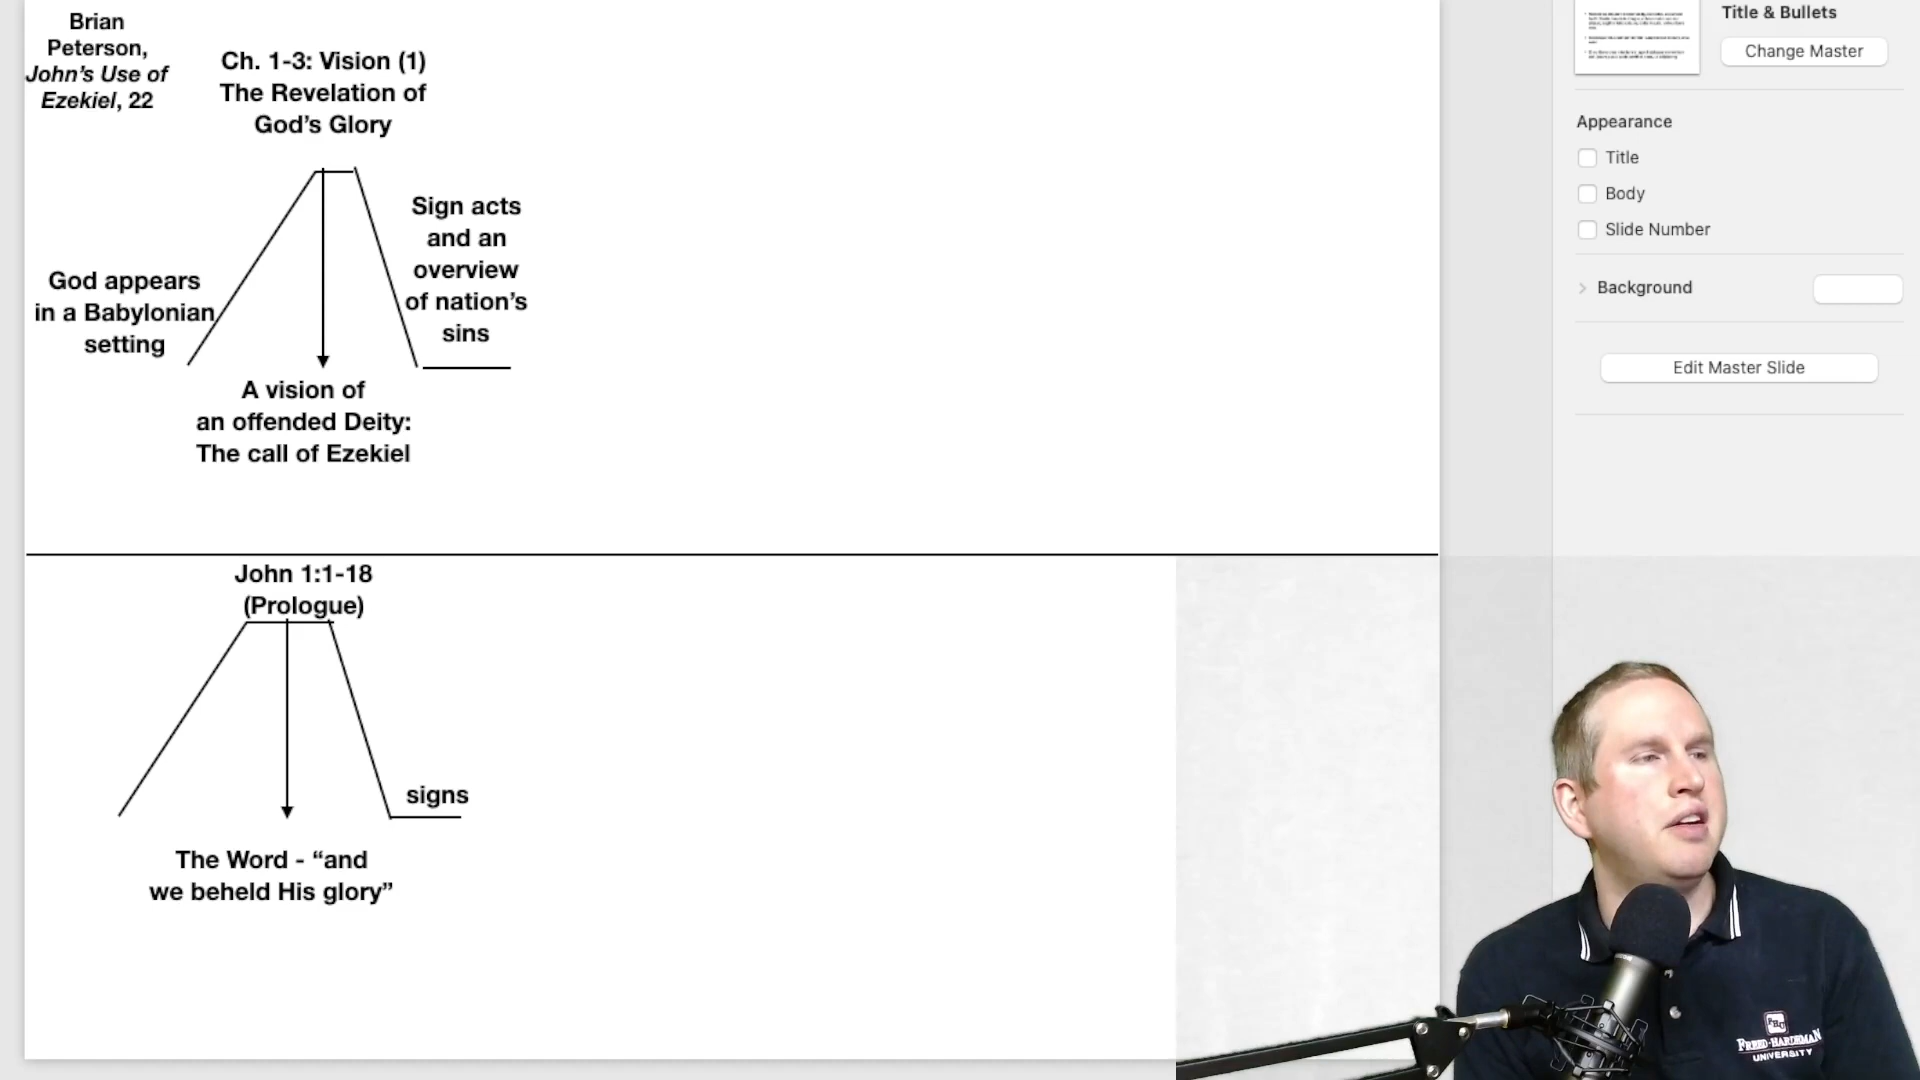 Brian
Peterson,
John’s Use of
Ezekiel, 22
Ch. 1-3: Vision (1)
The Revelation of
God’s Glory
Sign acts
and an
overview
of nation’s
sins
God appears
in a Babylonian
setting
A vision of
an offended Deity:
The call of Ezekiel
John 1:1-18
(Prologue)
signs
The Word - “and
we beheld His glory”
Title & Bullets
Change Master
Appearance
Title
Body
Slide Number
Background
Edit Master Slide
FHU
FREED-HARDEMAN
UNIVERSITY